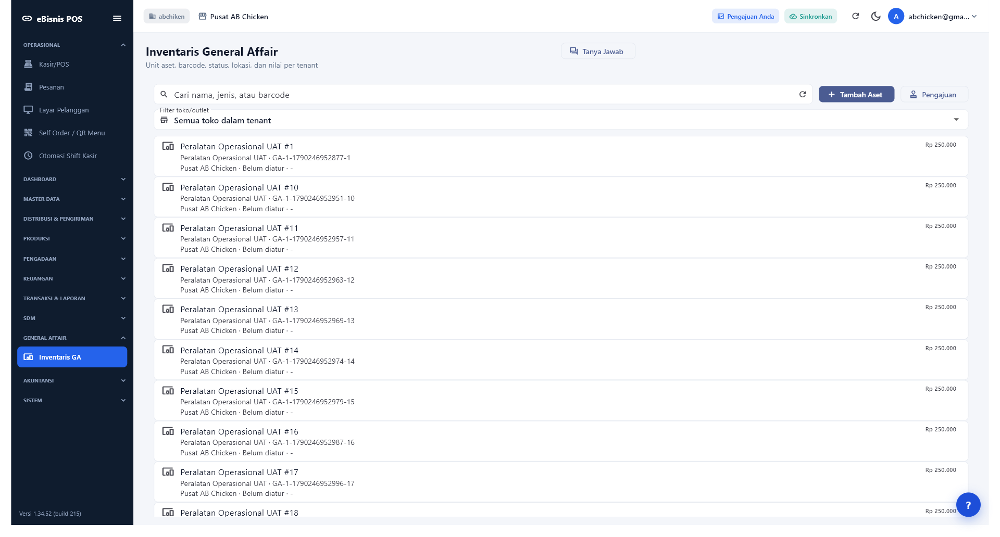 eBisnis POS
abchiken
Pusat AB Chicken
Pengajuan Anda
Sinkronkan
A
abchicken@gma...
OPERASIONAL
Kasir/POS
Pesanan
Layar Pelanggan
Self Order / QR Menu
Otomasi Shift Kasir
DASHBOARD
MASTER DATA
DISTRIBUSI & PENGIRIMAN
PRODUKSI
PENGADAAN
KEUANGAN
TRANSAKSI & LAPORAN
SDM
GENERAL AFFAIR
Inventaris GA
AKUNTANSI
SISTEM
Versi 1.34.52 (build 215)
Inventaris General Affair
Unit aset, barcode, status, lokasi, dan nilai per tenant
Tanya Jawab
Cari nama, jenis, atau barcode
Tambah Aset
Pengajuan
Filter toko/outlet
Semua toko dalam tenant
Peralatan Operasional UAT #1
Rp 250.000
Peralatan Operasional UAT · GA-1-1790246952877-1
Pusat AB Chicken · Belum diatur · -
Peralatan Operasional UAT #10
Rp 250.000
Peralatan Operasional UAT · GA-1-1790246952951-10
Pusat AB Chicken · Belum diatur · -
Peralatan Operasional UAT #11
Rp 250.000
Peralatan Operasional UAT · GA-1-1790246952957-11
Pusat AB Chicken · Belum diatur · -
Peralatan Operasional UAT #12
Rp 250.000
Peralatan Operasional UAT · GA-1-1790246952963-12
Pusat AB Chicken · Belum diatur · -
Peralatan Operasional UAT #13
Rp 250.000
Peralatan Operasional UAT · GA-1-1790246952969-13
Pusat AB Chicken · Belum diatur · -
Peralatan Operasional UAT #14
Rp 250.000
Peralatan Operasional UAT · GA-1-1790246952974-14
Pusat AB Chicken · Belum diatur · -
Peralatan Operasional UAT #15
Rp 250.000
Peralatan Operasional UAT · GA-1-1790246952979-15
Pusat AB Chicken · Belum diatur · -
Peralatan Operasional UAT #16
Rp 250.000
Peralatan Operasional UAT · GA-1-1790246952987-16
Pusat AB Chicken · Belum diatur · -
Peralatan Operasional UAT #17
Rp 250.000
Peralatan Operasional UAT · GA-1-1790246952996-17
Pusat AB Chicken · Belum diatur · -
Peralatan Operasional UAT #18
Rp 250.000
?